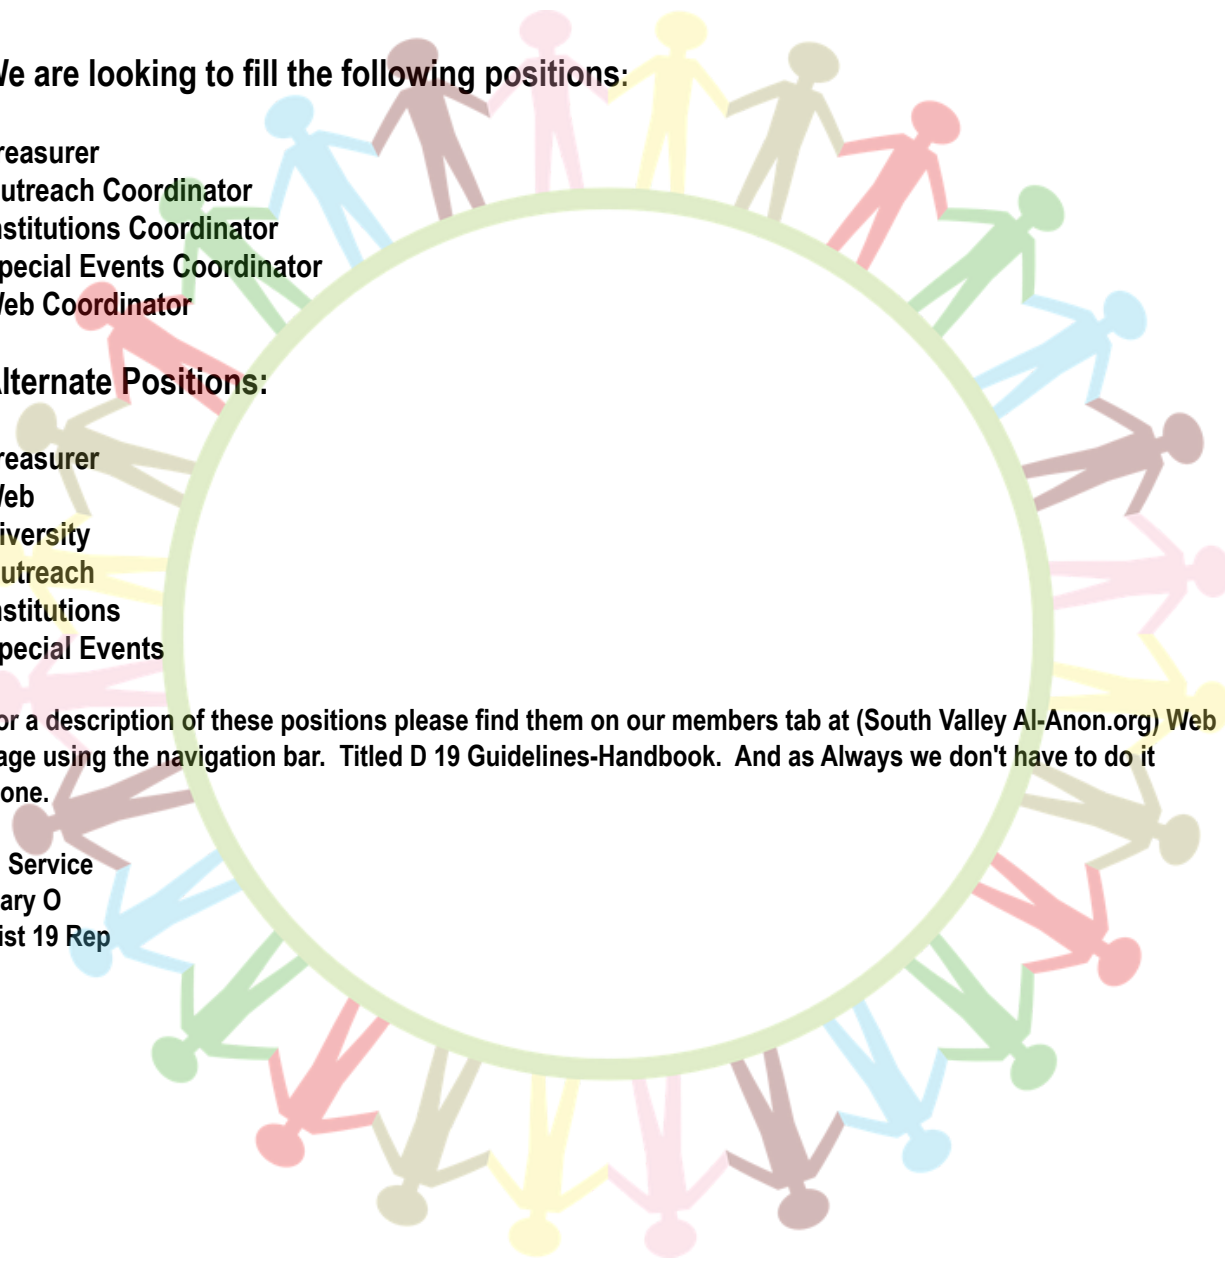 We are looking to fill the following positions:
reasurer
utreach Coordinator
nstitutions Coordinator
pecial Events Coordinator
Web Coordinator
lternate Positions:
reasurer
Web
iversity
utreach
nstitutions
pecial Events
or a description of these positions please find them on our members tab at (South Valley Al-Anon.org) Web
age using the navigation bar.  Titled D 19 Guidelines-Handbook.  And as Always we don't have to do it
one.
Service
ary O
ist 19 Rep